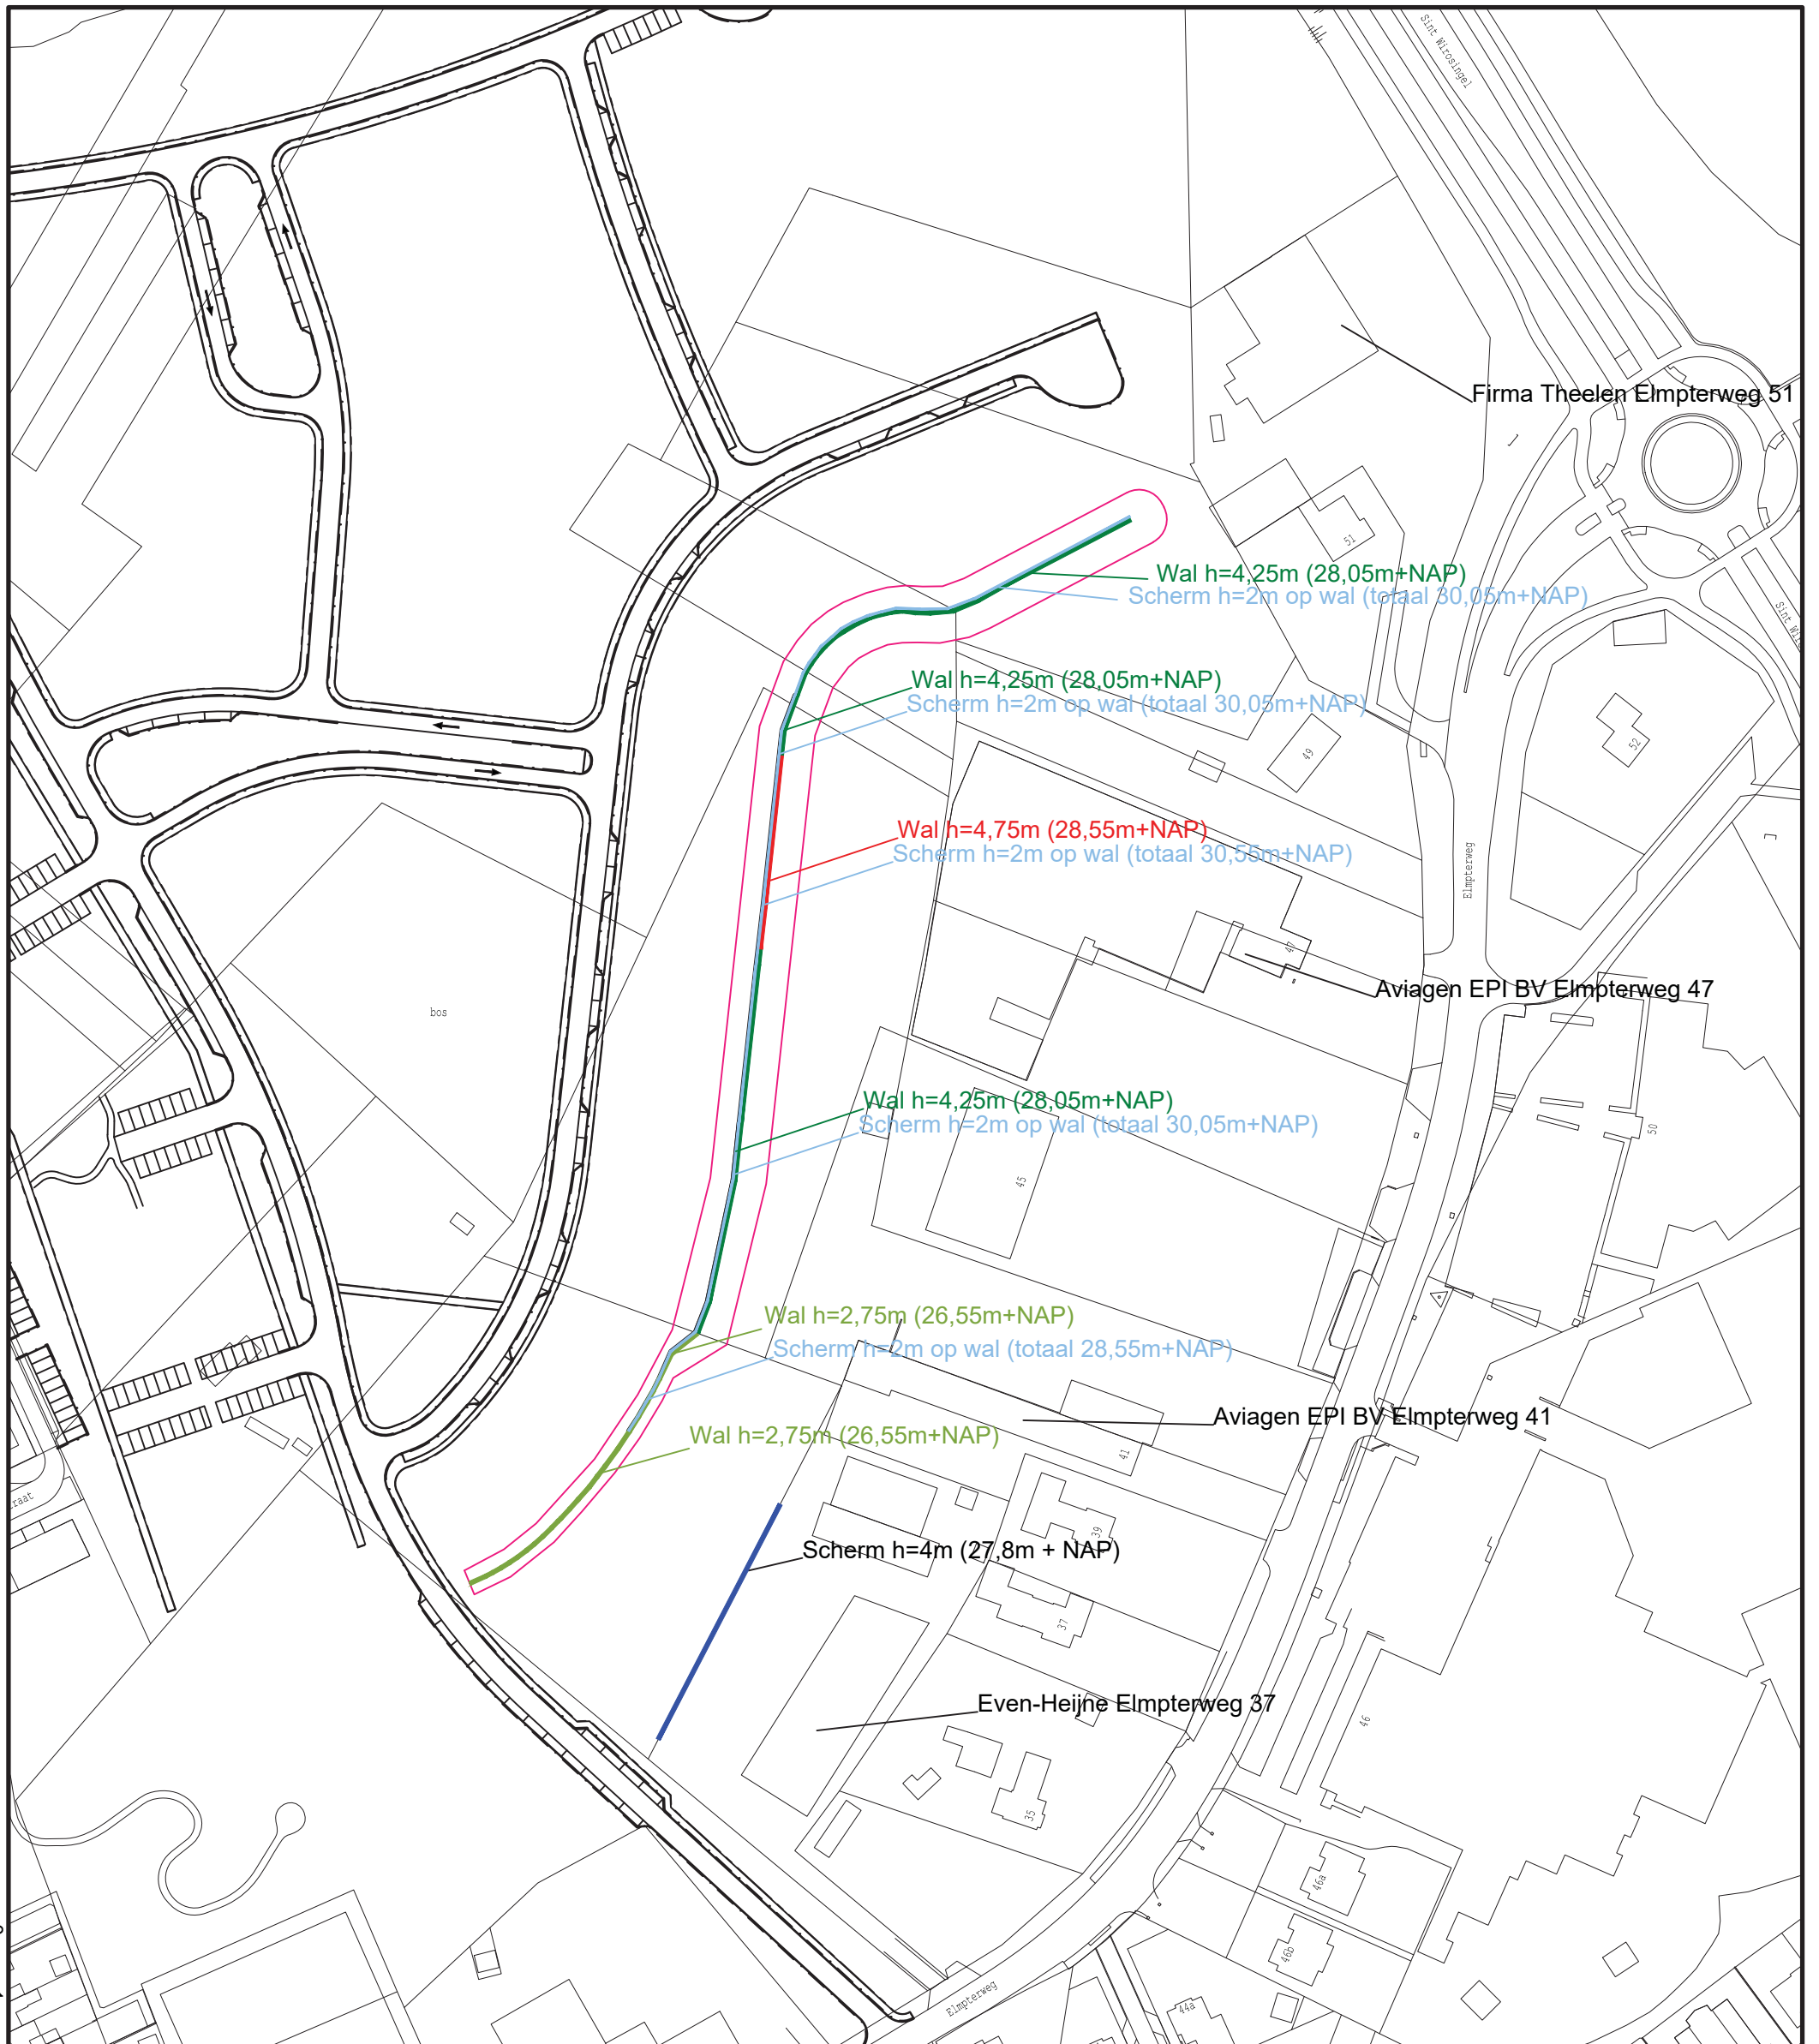 Sint Wirosingel
Firma Theelen Elmpterweg 51
51
Wal h=4,25m (28,05m+NAP)
Scherm h=2m op wal (totaal 30,05m+NAP)
Wal h=4,25m (28,05m+NAP)
Scherm h=2m op wal (totaal 30,05m+NAP)
49
52
Wal h=4,75m (28,55m+NAP)
Scherm h=2m op wal (totaal 30,55m+NAP)
Elmpterweg
47
Aviagen EPI BV Elmpterweg 47
bos
Wal h=4,25m (28,05m+NAP)
Scherm h=2m op wal (totaal 30,05m+NAP)
50
45
Wal h=2,75m (26,55m+NAP)
Scherm h=2m op wal (totaal 28,55m+NAP)
Aviagen EPI BV Elmpterweg 41
Wal h=2,75m (26,55m+NAP)
41
39
Scherm h=4m (27,8m + NAP)
37
Even-Heijne Elmpterweg 37
46
35
46a
46b
Elmpterweg
44a